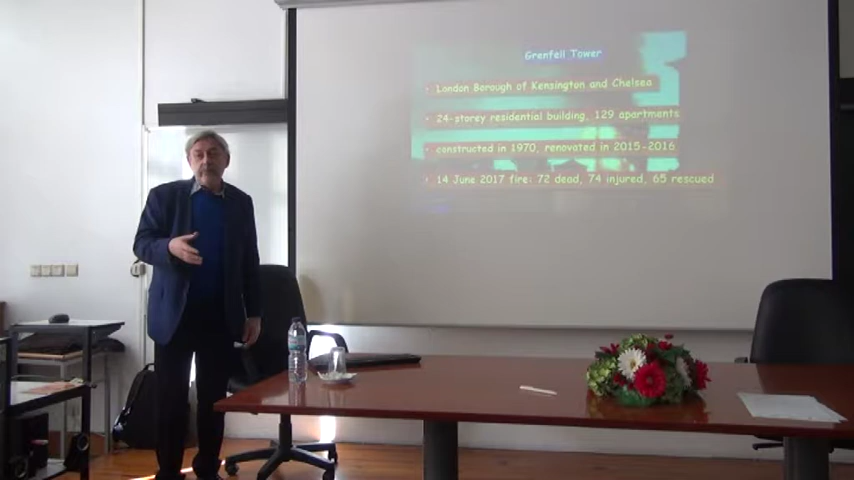 Grenfell Tower
· London Borough of Kensington and Chelsea
· 24-storey residential building, 129 apartments
· constructed in 1970, renovated in 2015-2016
· 14 June 2017 fire: 72 dead, 74 injured, 65 rescued